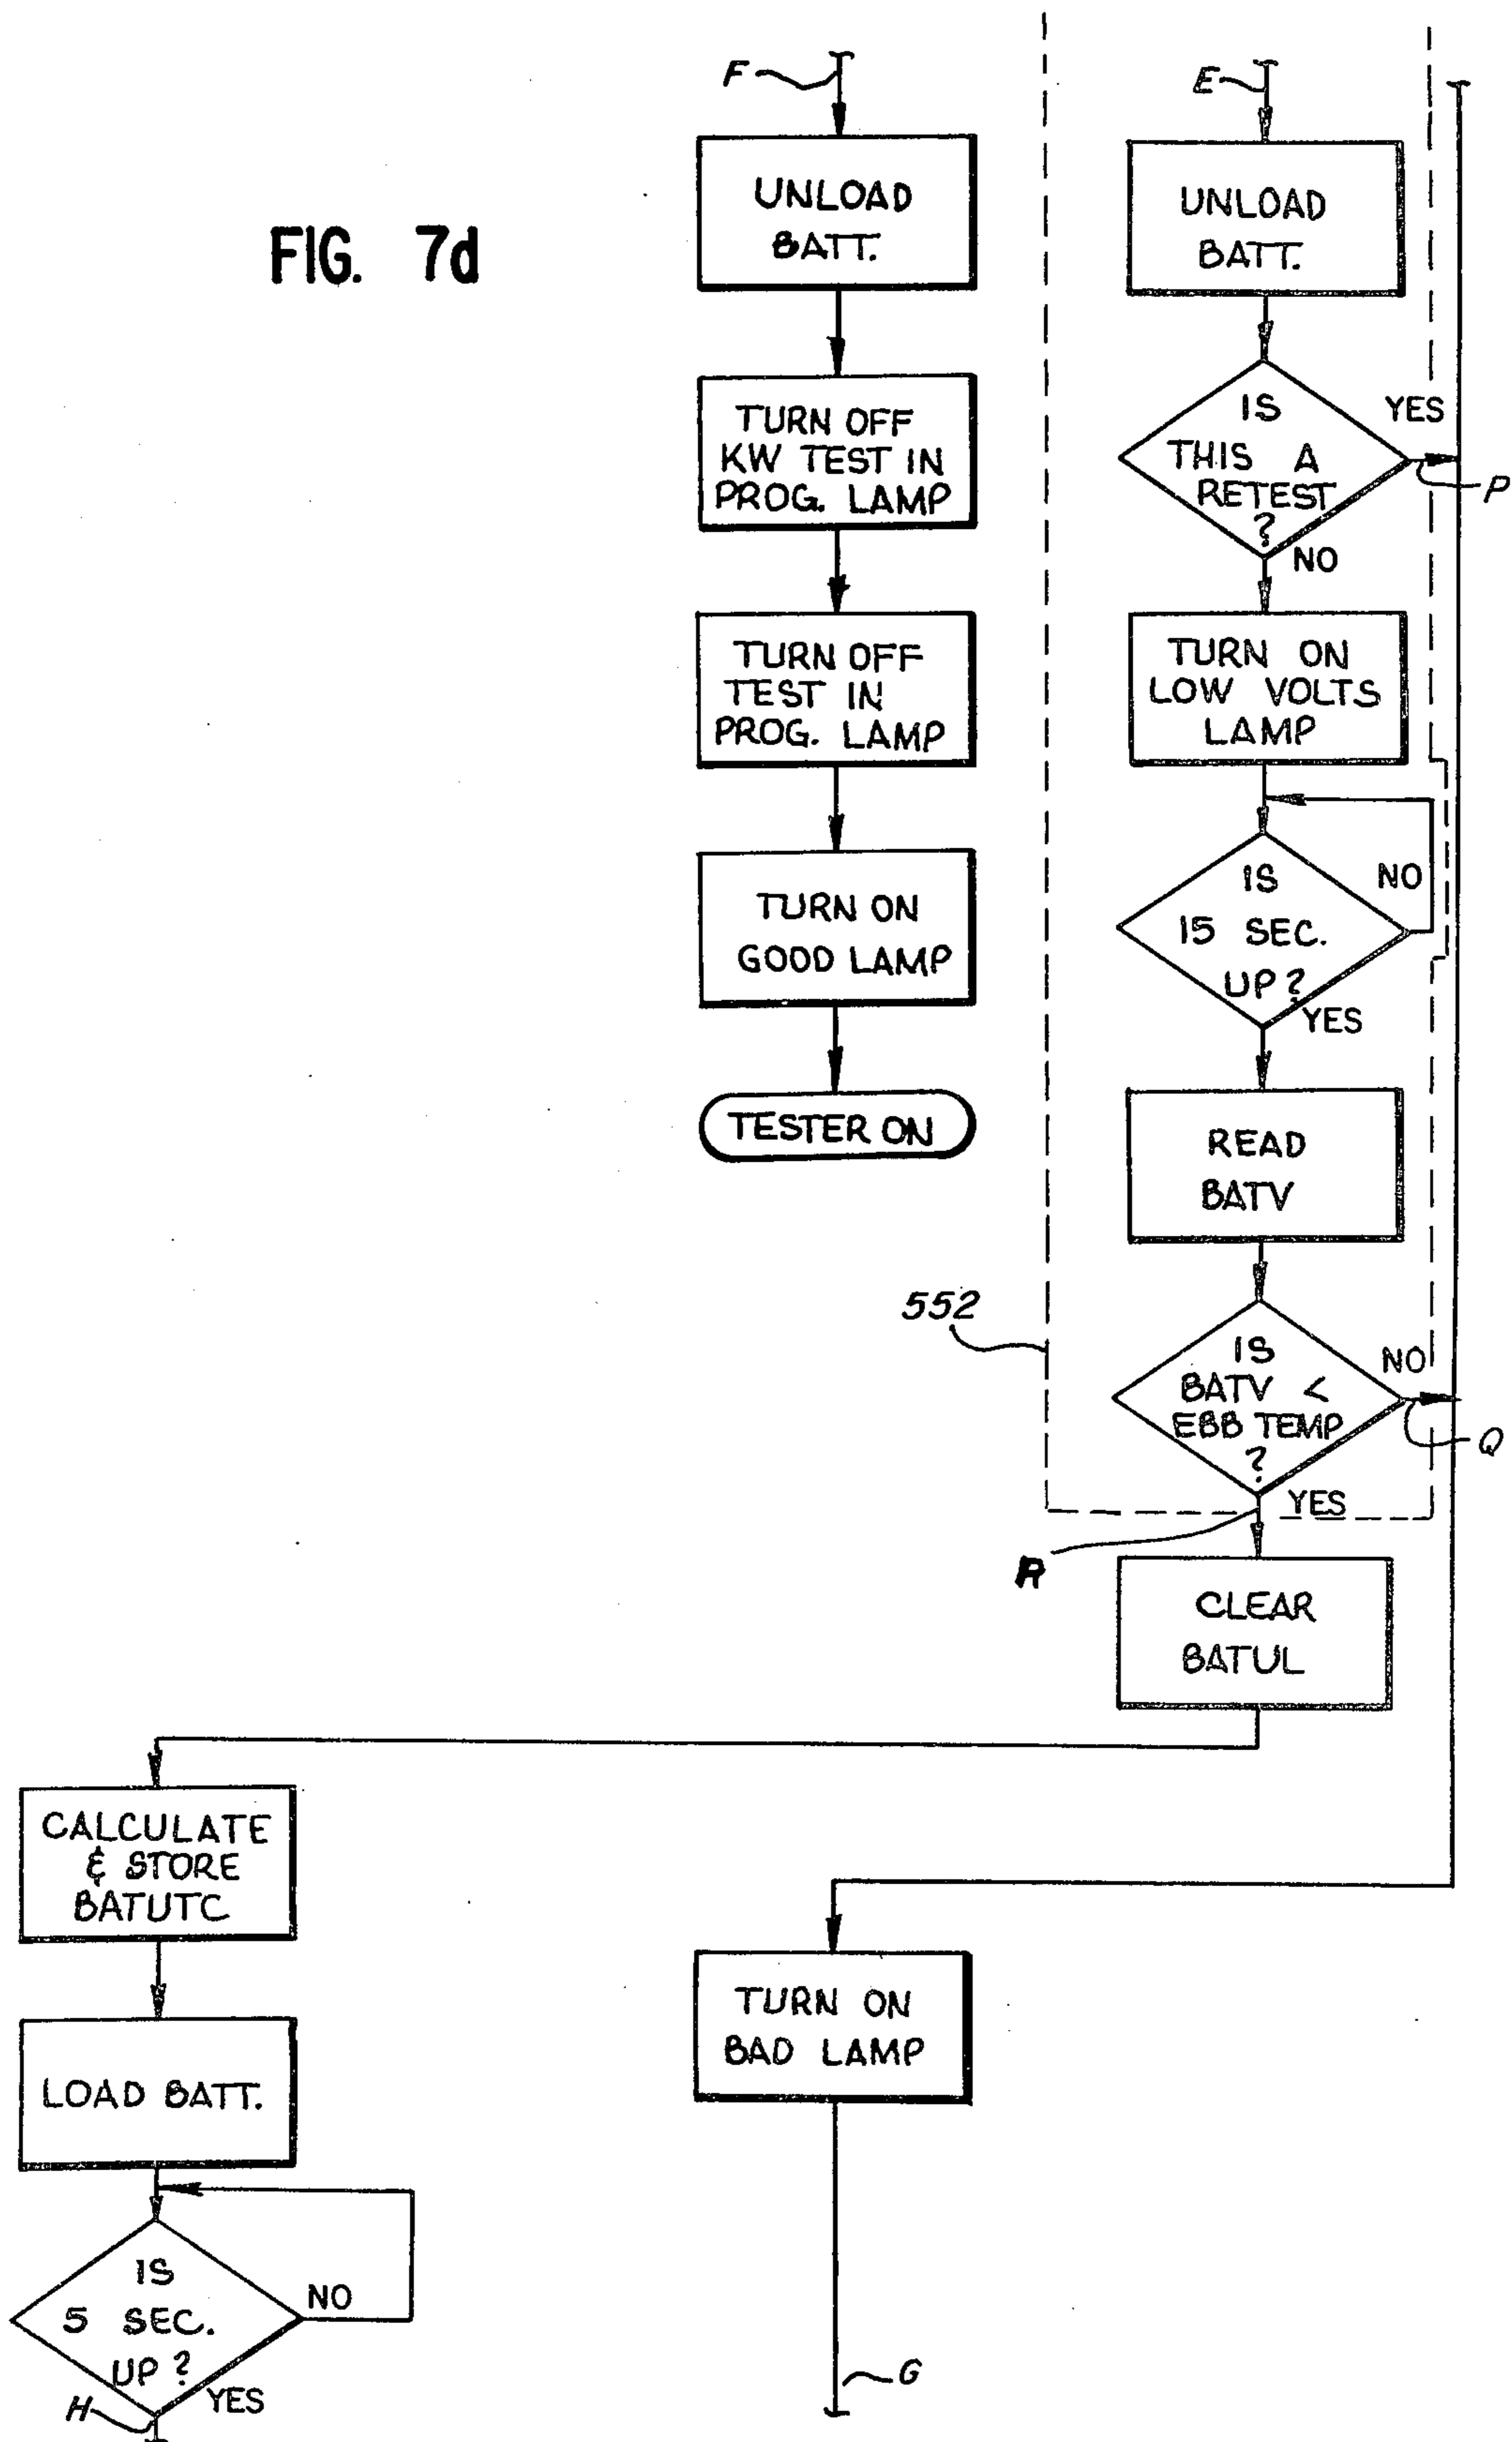 FIG. 7d
F
UNLOAD
BATT.
TURN OFF
KW TEST IN
PROG. LAMP
TURN OFF
TEST IN
PROG. LAMP
TURN ON
GOOD LAMP
TESTER ON
E
UNLOAD
BATT.
IS
THIS A
RETEST
?
YES
P
NO
TURN ON
LOW VOLTS
LAMP
IS
15 SEC.
UP?
NO
YES
READ
BATV
552
IS
BATV <
EBB TEMP
?
NO
Q
YES
R
CLEAR
BATUL
CALCULATE
& STORE
BATUTC
LOAD BATT.
IS
5 SEC.
UP?
NO
YES
H
TURN ON
BAD LAMP
G